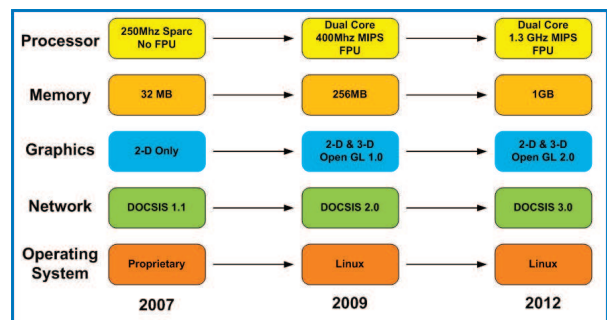 Processor
250Mhz Sparc
No FPU
Dual Core
400Mhz MIPS
FPU
Dual Core
1.3 GHz MIPS
FPU
Memory
32 MB
256MB
1GB
Graphics
2-D Only
2-D & 3-D
Open GL 1.0
2-D & 3-D
Open GL 2.0
Network
DOCSIS 1.1
DOCSIS 2.0
DOCSIS 3.0
Operating
System
Proprietary
Linux
Linux
2007
2009
2012